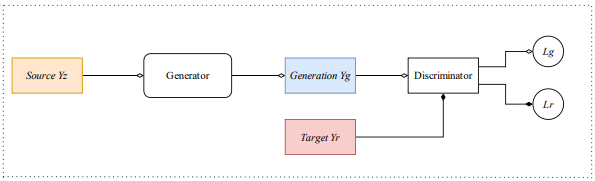 Source Yz
Generator
Generation Yg
Discriminator
Lg
Lr
Target Yr